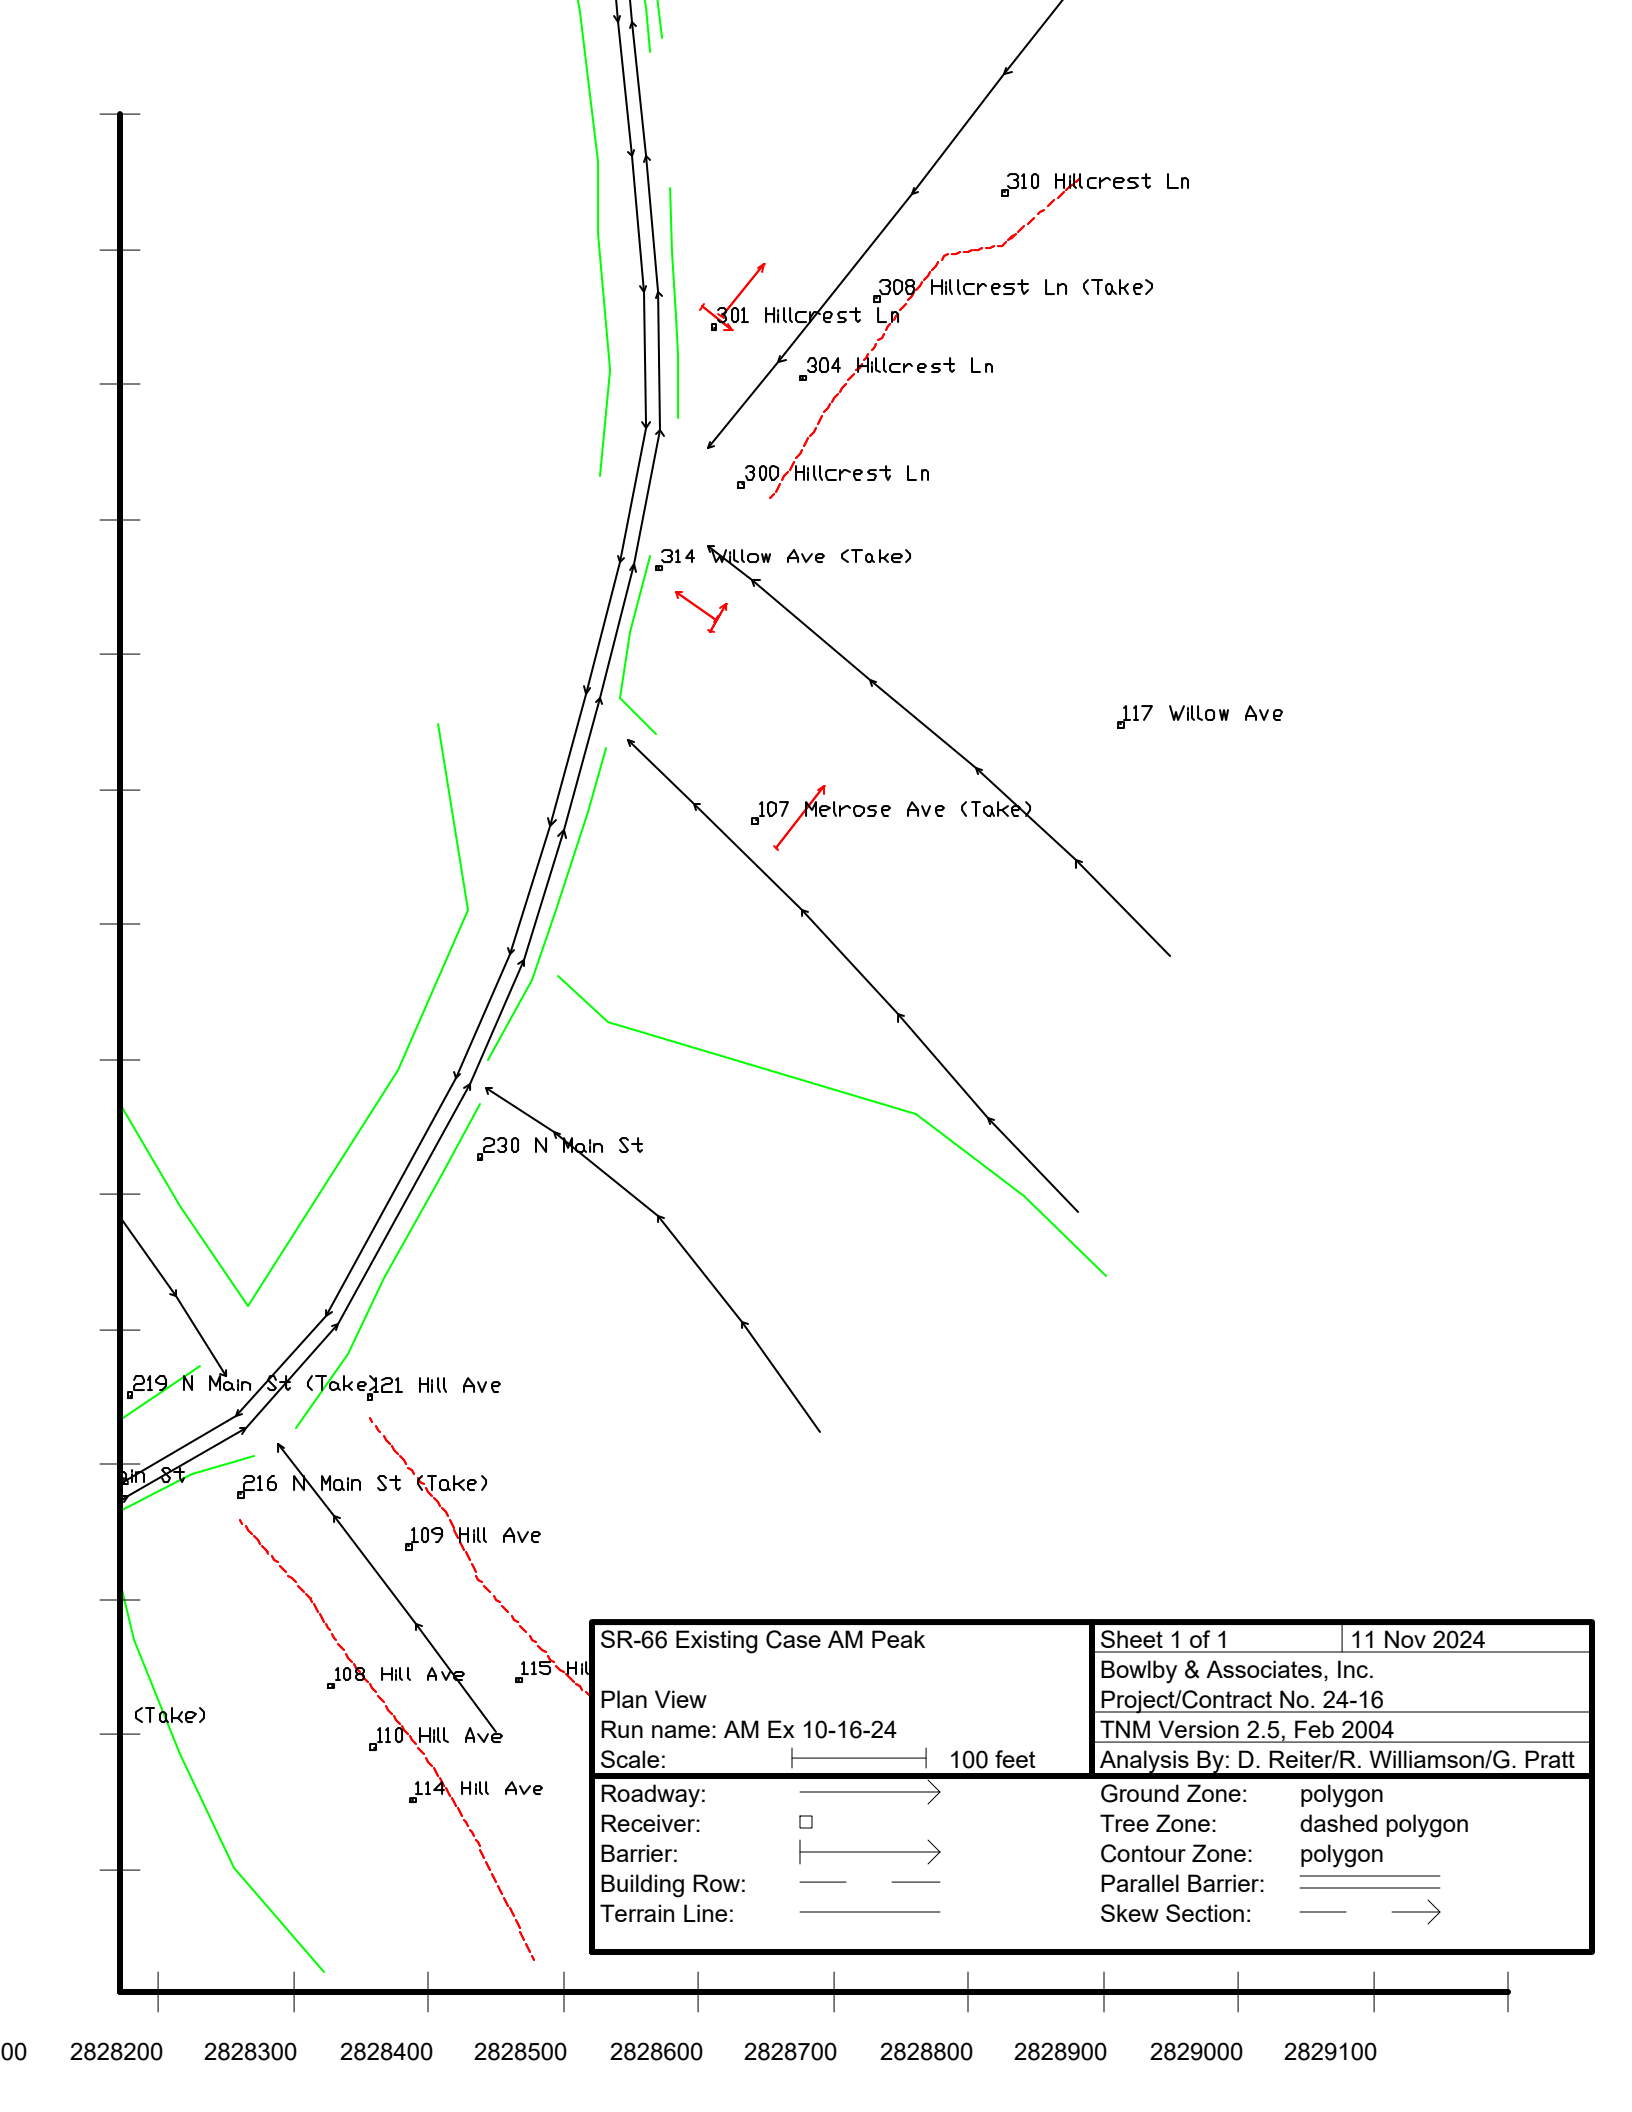 310 Hillcrest Ln
308 Hillcrest Ln (Take)
301 Hillcrest Ln
304 Hillcrest Ln
300 Hillcrest Ln
314 Willow Ave (Take)
117 Willow Ave
107 Melrose Ave (Take)
230 N Main St
219 N Main St (Take)
121 Hill Ave
ain St
216 N Main St (Take)
109 Hill Ave
108 Hill Ave
115 Hil
(Take)
110 Hill Ave
114 Hill Ave
SR-66 Existing Case AM Peak
Plan View
Run name: AM Ex 10-16-24
Scale: 100 feet
Sheet 1 of 1 11 Nov 2024
Bowlby & Associates, Inc.
Project/Contract No. 24-16
TNM Version 2.5, Feb 2004
Analysis By: D. Reiter/R. Williamson/G. Pratt
Roadway:
Receiver:
Barrier:
Building Row:
Terrain Line:
Ground Zone: polygon
Tree Zone: dashed polygon
Contour Zone: polygon
Parallel Barrier:
Skew Section:
00 2828200 2828300 2828400 2828500 2828600 2828700 2828800 2828900 2829000 2829100